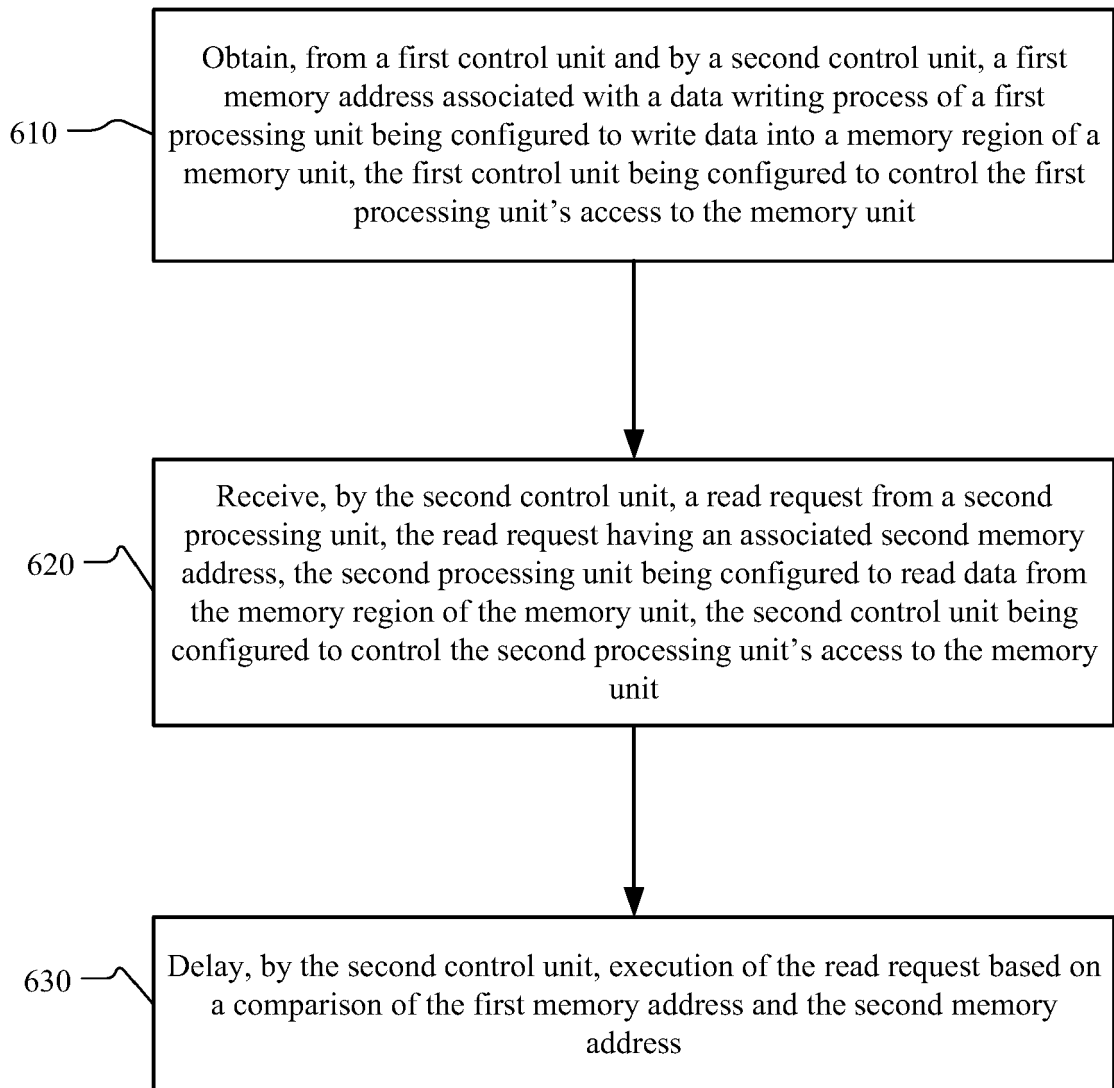 Obtain, from a first control unit and by a second control unit, a first
memory address associated with a data writing process of a first
610
processing unit being configured to write data into a memory region of a
memory unit, the first control unit being configured to control the first
processing unit’s access to the memory unit
Receive, by the second control unit, a read request from a second
processing unit, the read request having an associated second memory
620
address, the second processing unit being configured to read data from
the memory region of the memory unit, the second control unit being
configured to control the second processing unit’s access to the memory
unit
630
Delay, by the second control unit, execution of the read request based on
a comparison of the first memory address and the second memory
address